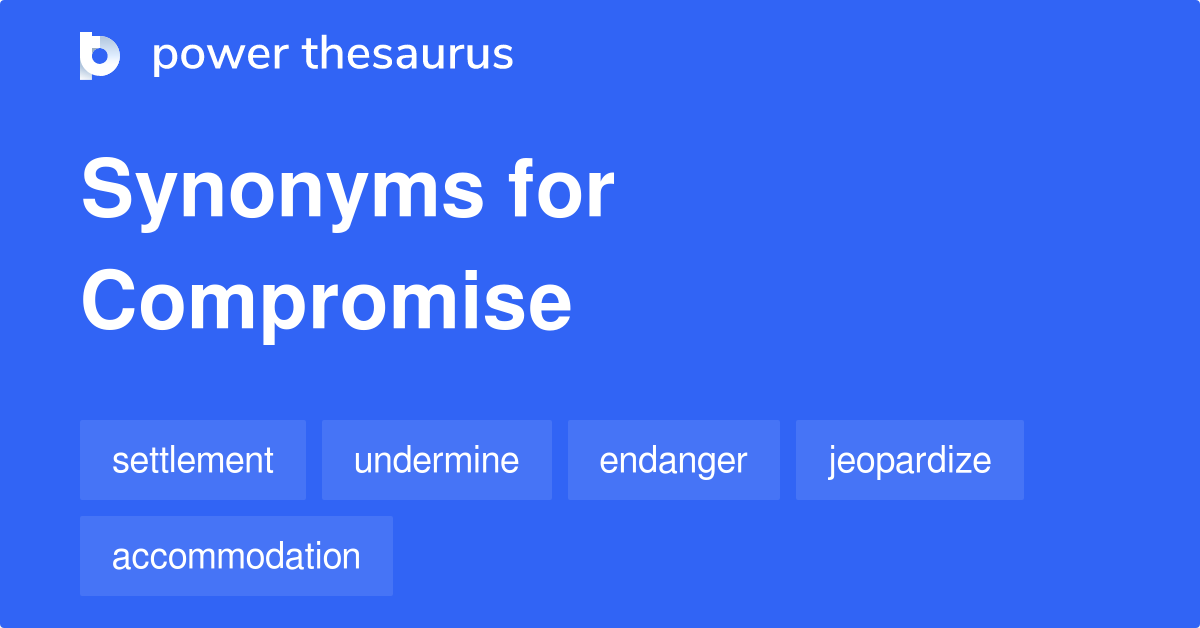 power thesaurus
Synonyms for
Compromise
settlement undermine endanger jeopardize
accommodation